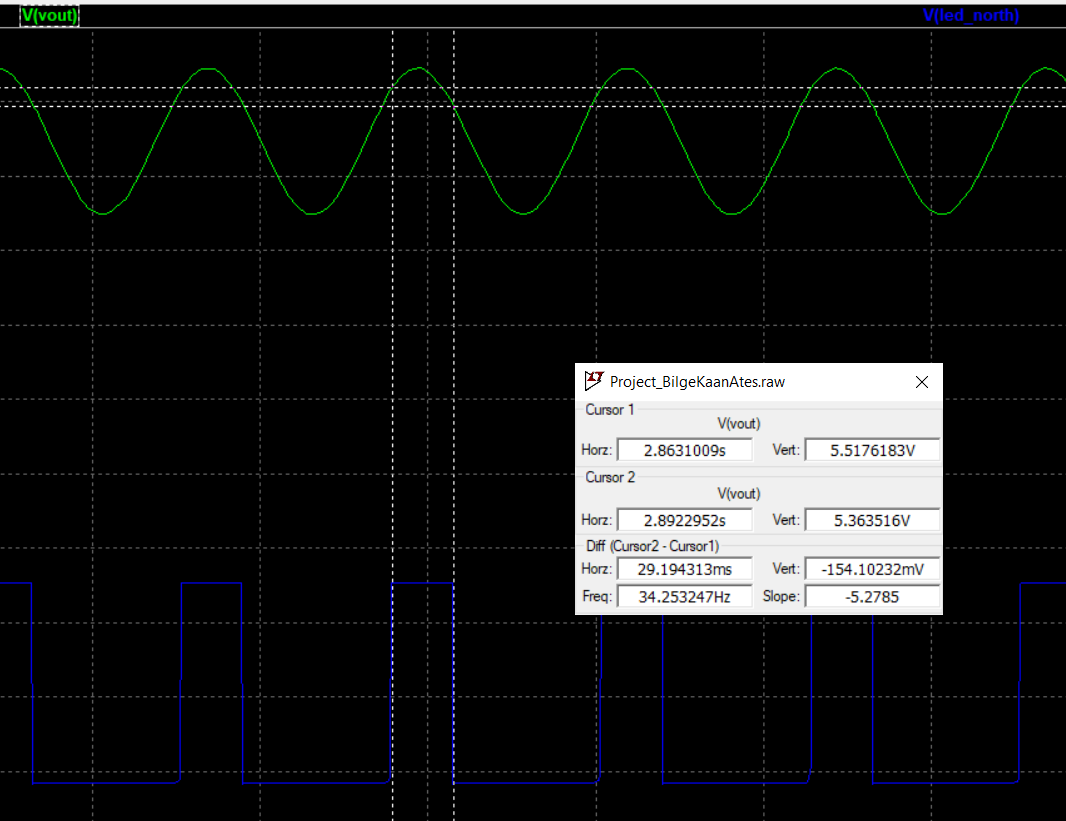 V(vout) V(led_north)
Project_BilgeKaanAtes.raw
Cursor 1
V(vout)
Horz: 2.8631009s Vert: 5.5176183V
Cursor 2
V(vout)
Horz: 2.8922952s Vert: 5.363516V
Diff (Cursor2 - Cursor1)
Horz: 29.194313ms Vert: -154.10232mV
Freq: 34.253247Hz Slope: -5.2785